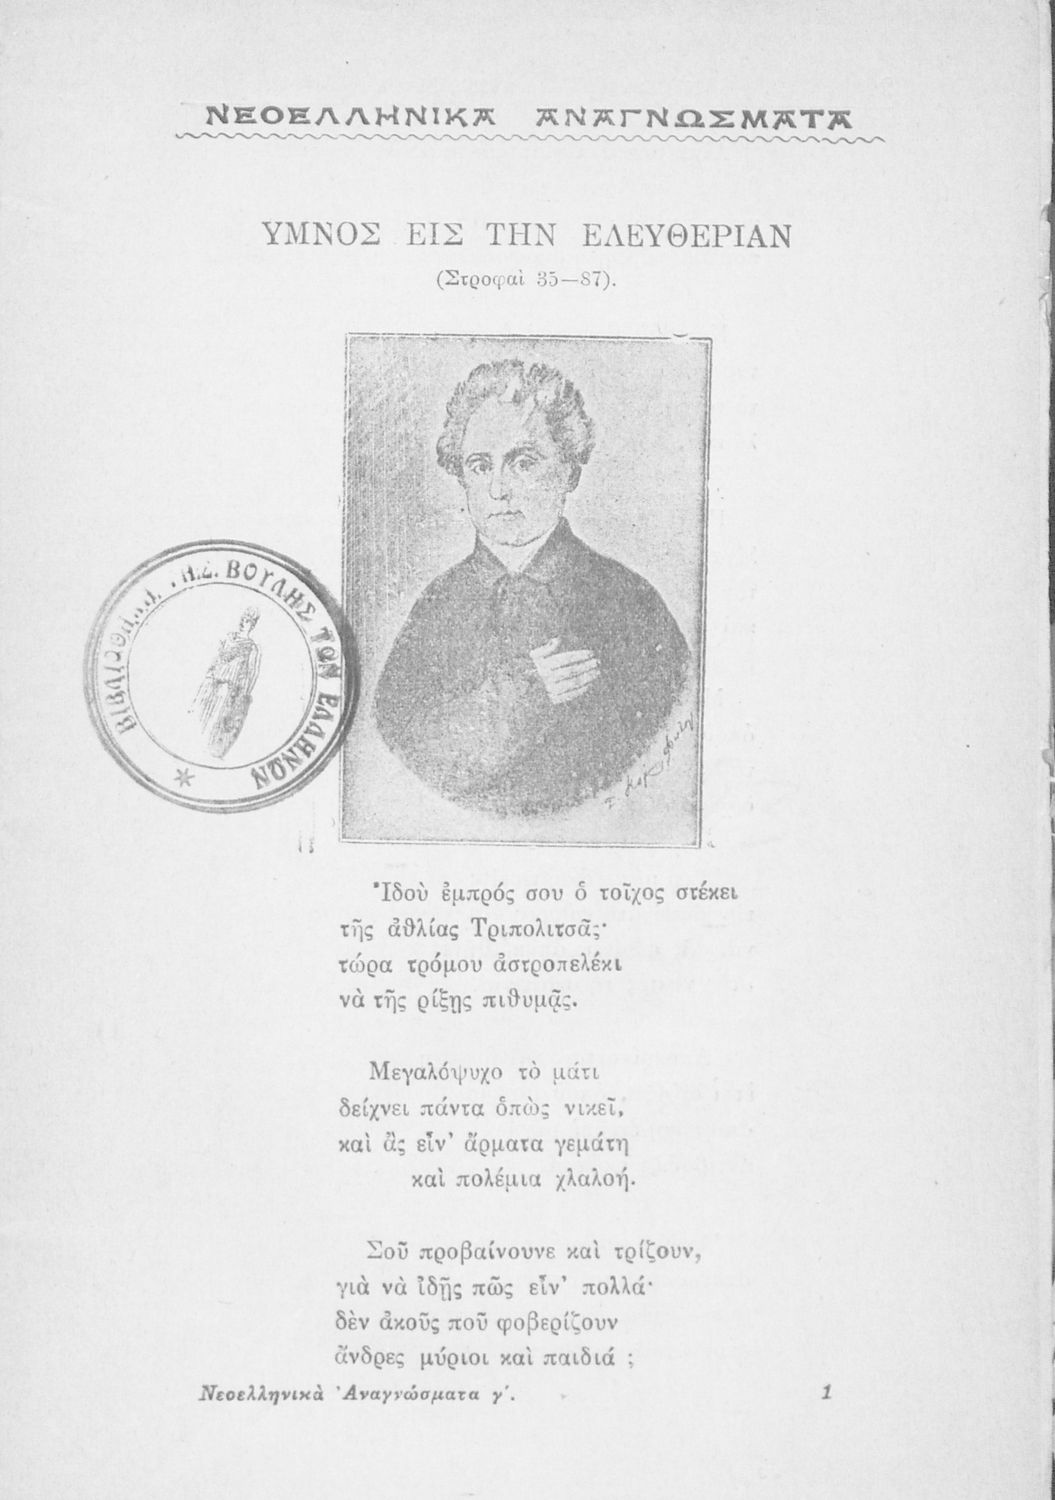 ΝΕΟΕΛΛΗΝΙΚΑ ΑΝΑΓΝΩΣΜΑΤΑ
ΥΜΝΟΣ ΕΙΣ ΤΗΝ ΕΛΕΥΘΕΡΙΑΝ
(Στροφαὶ 35—87).
ΒΟΥΛΗΣ ΤΩΝ ΕΛΛΗΝΩΝ
Ἰδοὺ ἐμπρός σου ὁ τοῖχος στέκει
τῆς ἀθλίας Τριπολιτσᾶς·
τώρα τρόμου ἀστροπελέκι
νὰ τῆς ρίξῃς πιθυμᾷς.
Μεγαλόψυχο τὸ μάτι
δείχνει πάντα ὁπὼς νικεῖ,
καὶ ἂς εἶν’ ἄρματα γεμάτη
καὶ πολέμια χλαλοή.
Σοῦ προβαίνουνε καὶ τρίζουν,
γιὰ νὰ ἰδῇς πῶς εἶν’ πολλά·
δὲν ἀκοῦς ποῦ φοβερίζουν
ἄνδρες μύριοι καὶ παιδιά ;
Νεοελληνικὰ Ἀναγνώσματα γ΄. 1